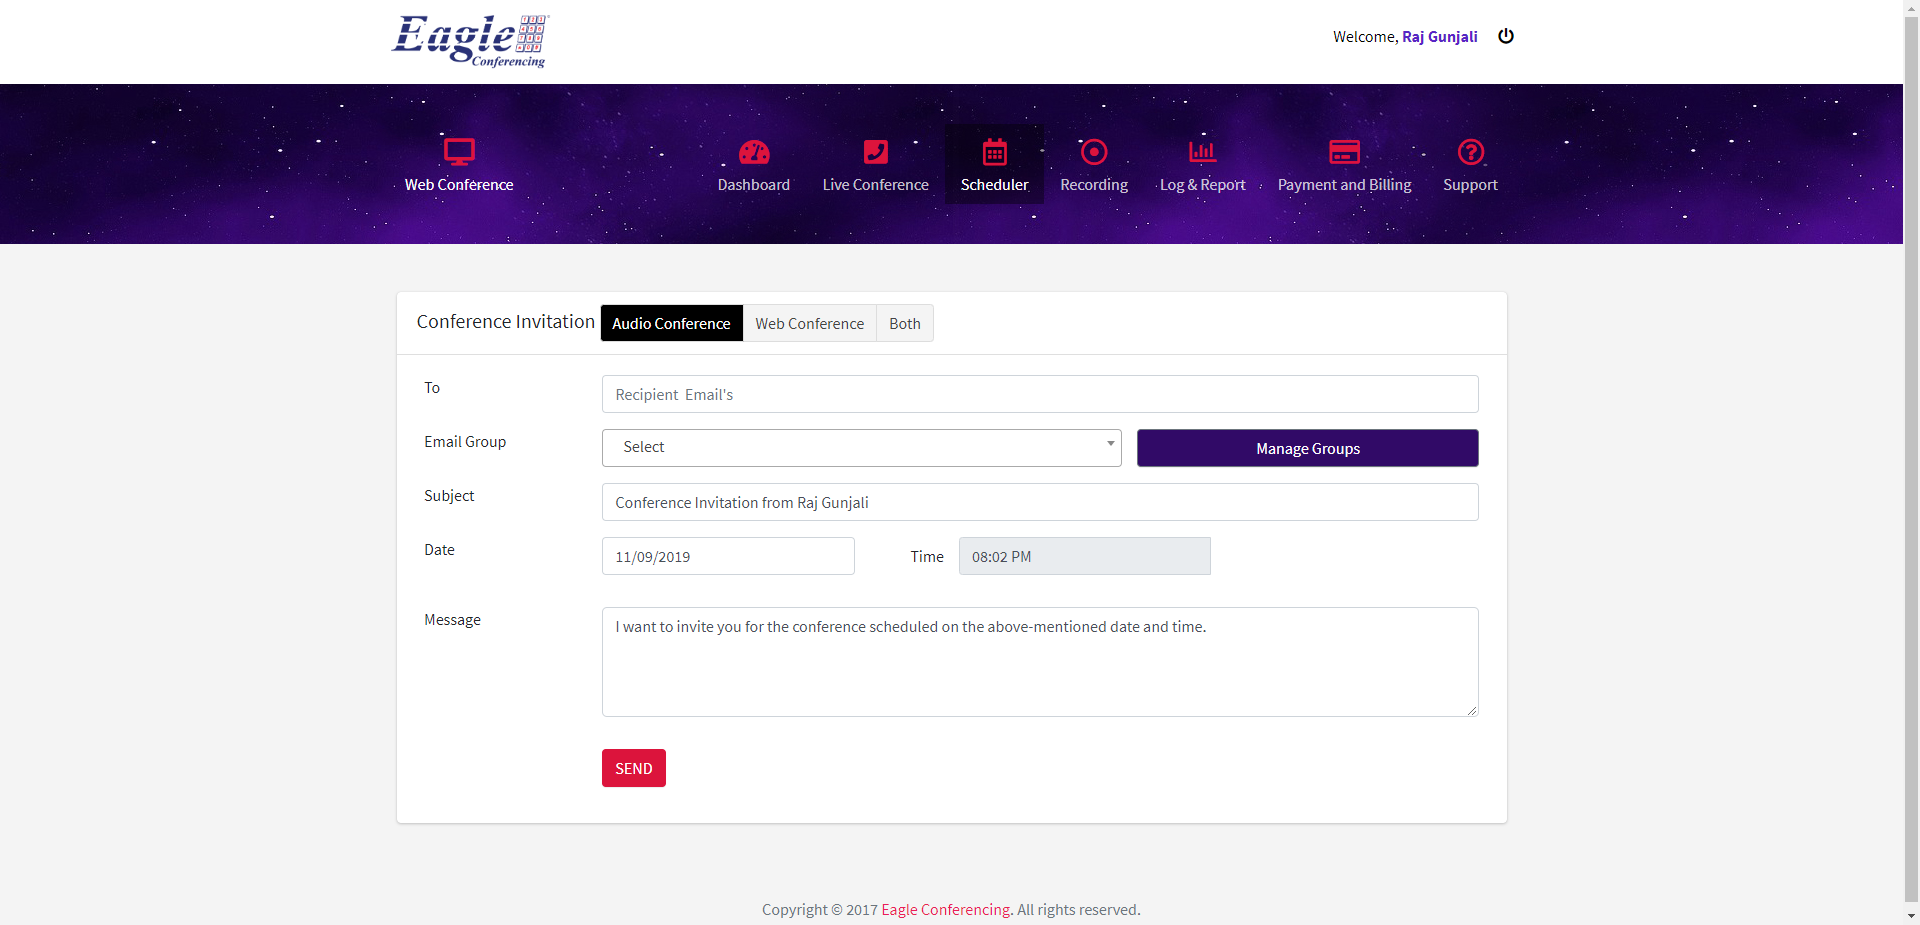 Eagle
Conferencing
Welcome, Raj Gunjali
Web Conference
Dashboard
Live Conference
Scheduler
Recording
Log & Report
Payment and Billing
Support
Conference Invitation
Audio Conference
Web Conference
Both
To
Recipient Email's
Email Group
Select
Manage Groups
Subject
Conference Invitation from Raj Gunjali
Date
11/09/2019
Time
08:02 PM
Message
I want to invite you for the conference scheduled on the above-mentioned date and time.
SEND
Copyright © 2017 Eagle Conferencing. All rights reserved.